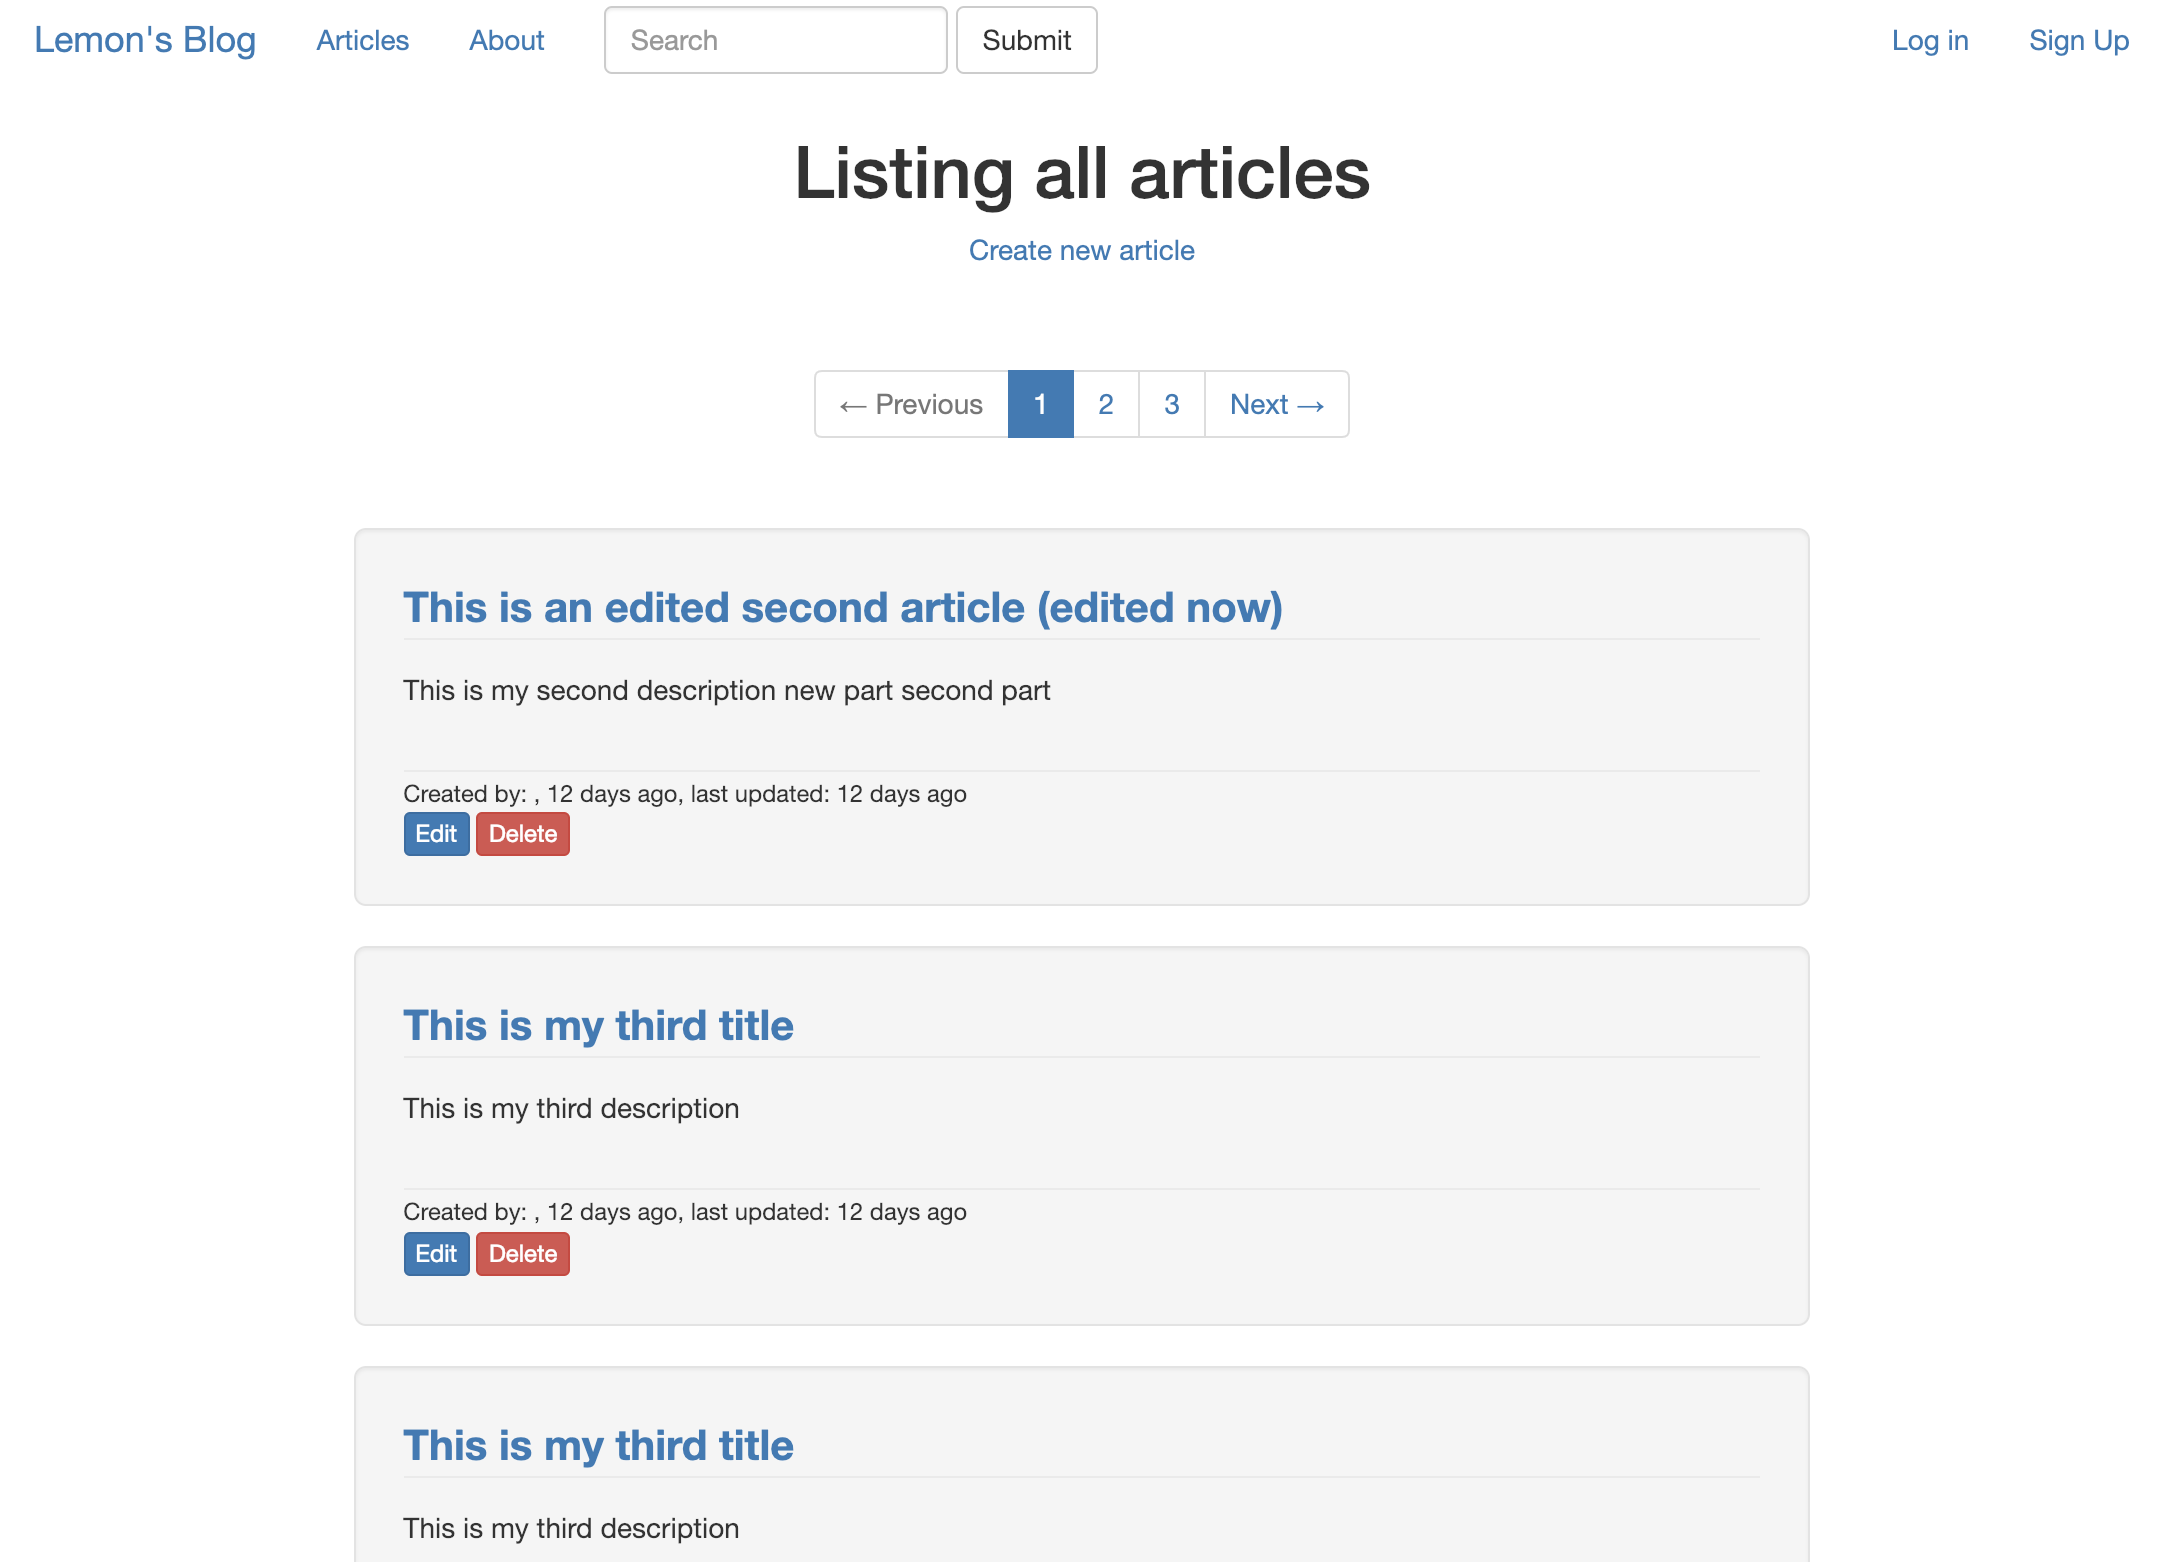 Lemon's Blog Articles About Search Submit Log in Sign Up
Listing all articles
Create new article
← Previous 1 2 3 Next →
This is an edited second article (edited now)
This is my second description new part second part
Created by: , 12 days ago, last updated: 12 days ago
Edit Delete
This is my third title
This is my third description
Created by: , 12 days ago, last updated: 12 days ago
Edit Delete
This is my third title
This is my third description